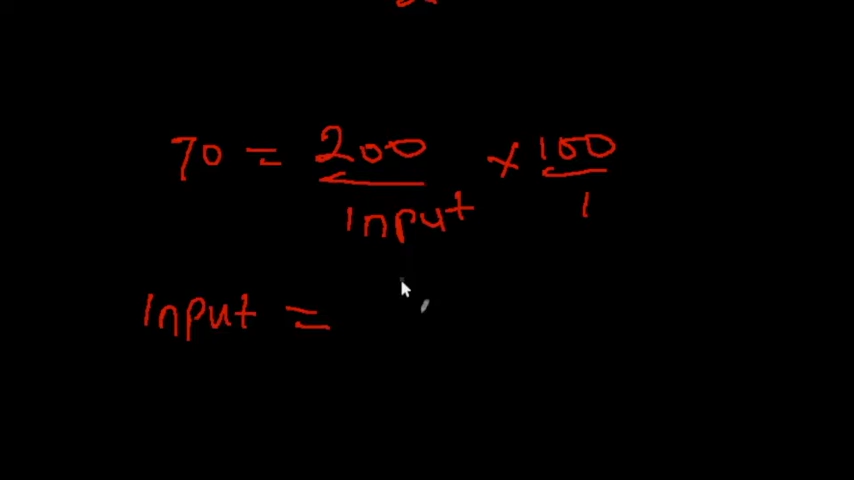 70 = 200/input × 100/1
input =